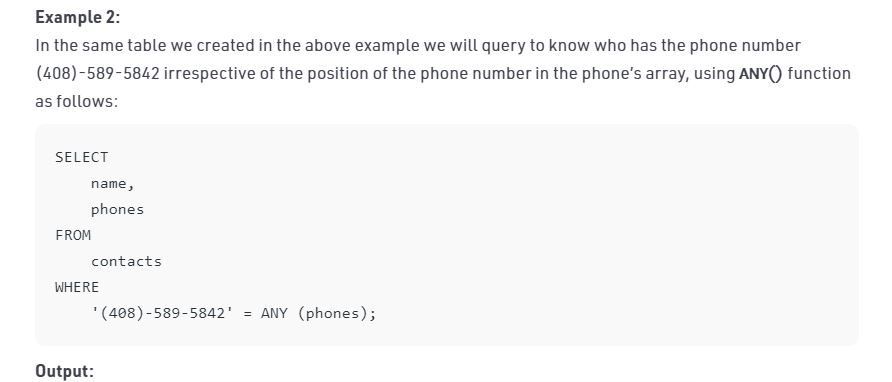 Example 2:
In the same table we created in the above example we will query to know who has the phone number
(408)-589-5842 irrespective of the position of the phone number in the phone’s array, using ANY() function
as follows:
SELECT
    name,
    phones
FROM
    contacts
WHERE
    '(408)-589-5842' = ANY (phones);
Output: